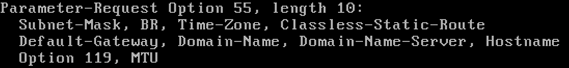 Parameter-Request Option 55, length 10:
Subnet-Mask, BR, Time-Zone, Classless-Static-Route
Default-Gateway, Domain-Name, Domain-Name-Server, Hostname
Option 119, MTU